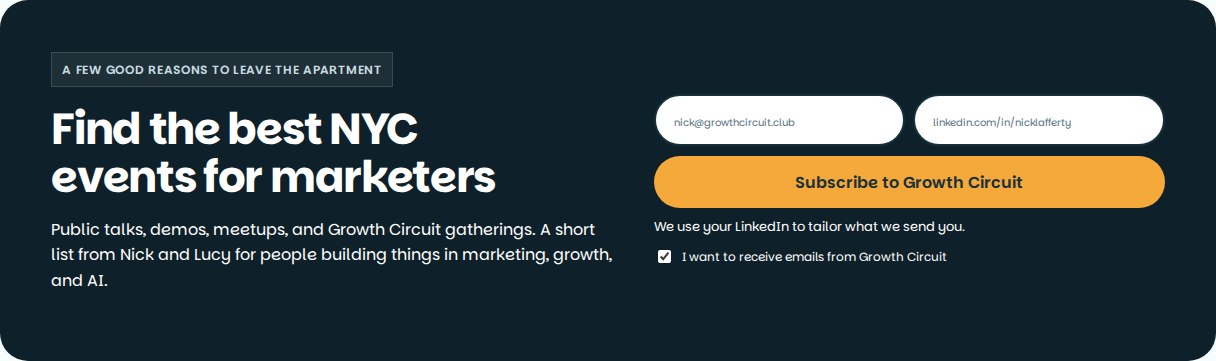 A FEW GOOD REASONS TO LEAVE THE APARTMENT
Find the best NYC
events for marketers
Public talks, demos, meetups, and Growth Circuit gatherings. A short
list from Nick and Lucy for people building things in marketing, growth,
and AI.
nick@growthcircuit.club
linkedin.com/in/nicklafferty
Subscribe to Growth Circuit
We use your LinkedIn to tailor what we send you.
I want to receive emails from Growth Circuit